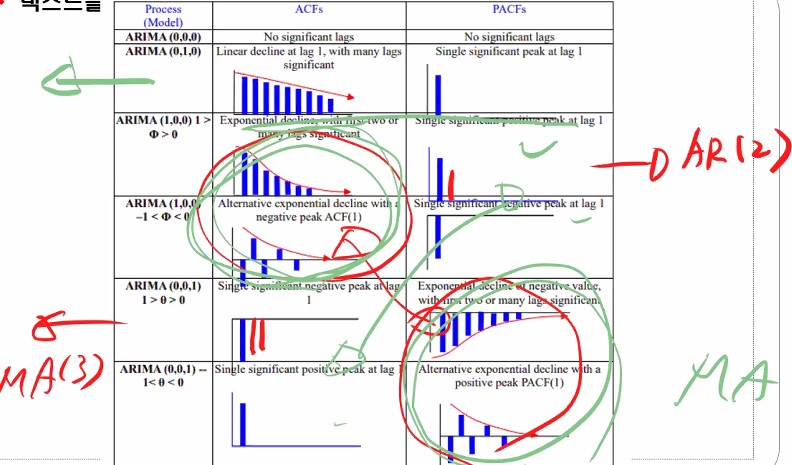 텍스트를
Process
(Model)
ACFs
PACFs
ARIMA (0,0,0)
No significant lags
No significant lags
ARIMA (0,1,0)
Linear decline at lag 1, with many lags
significant
Single significant peak at lag 1
ARIMA (1,0,0) 1 >
Φ > 0
Exponential decline, with first two or
many lags significant
Single significant positive peak at lag 1
AR(2)
ARIMA (1,0,0)
–1 < Φ < 0
Alternative exponential decline with a
negative peak ACF(1)
Single significant negative peak at lag 1
ARIMA (0,0,1)
1 > θ > 0
Single significant negative peak at lag
1
Exponential decline at negative value,
with first two or many lags significant
MA(3)
ARIMA (0,0,1) –
1< θ < 0
Single significant positive peak at lag 1
Alternative exponential decline with a
positive peak PACF(1)
MA